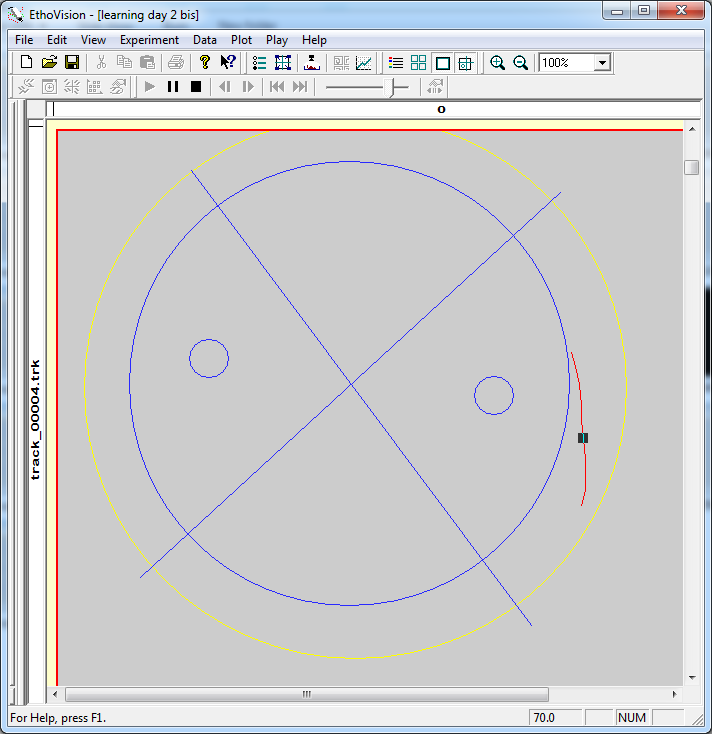 EthoVision - [learning day 2 bis]
File Edit View Experiment Data Plot Play Help
100%
0
track_00004.trk
For Help, press F1.
70.0
NUM